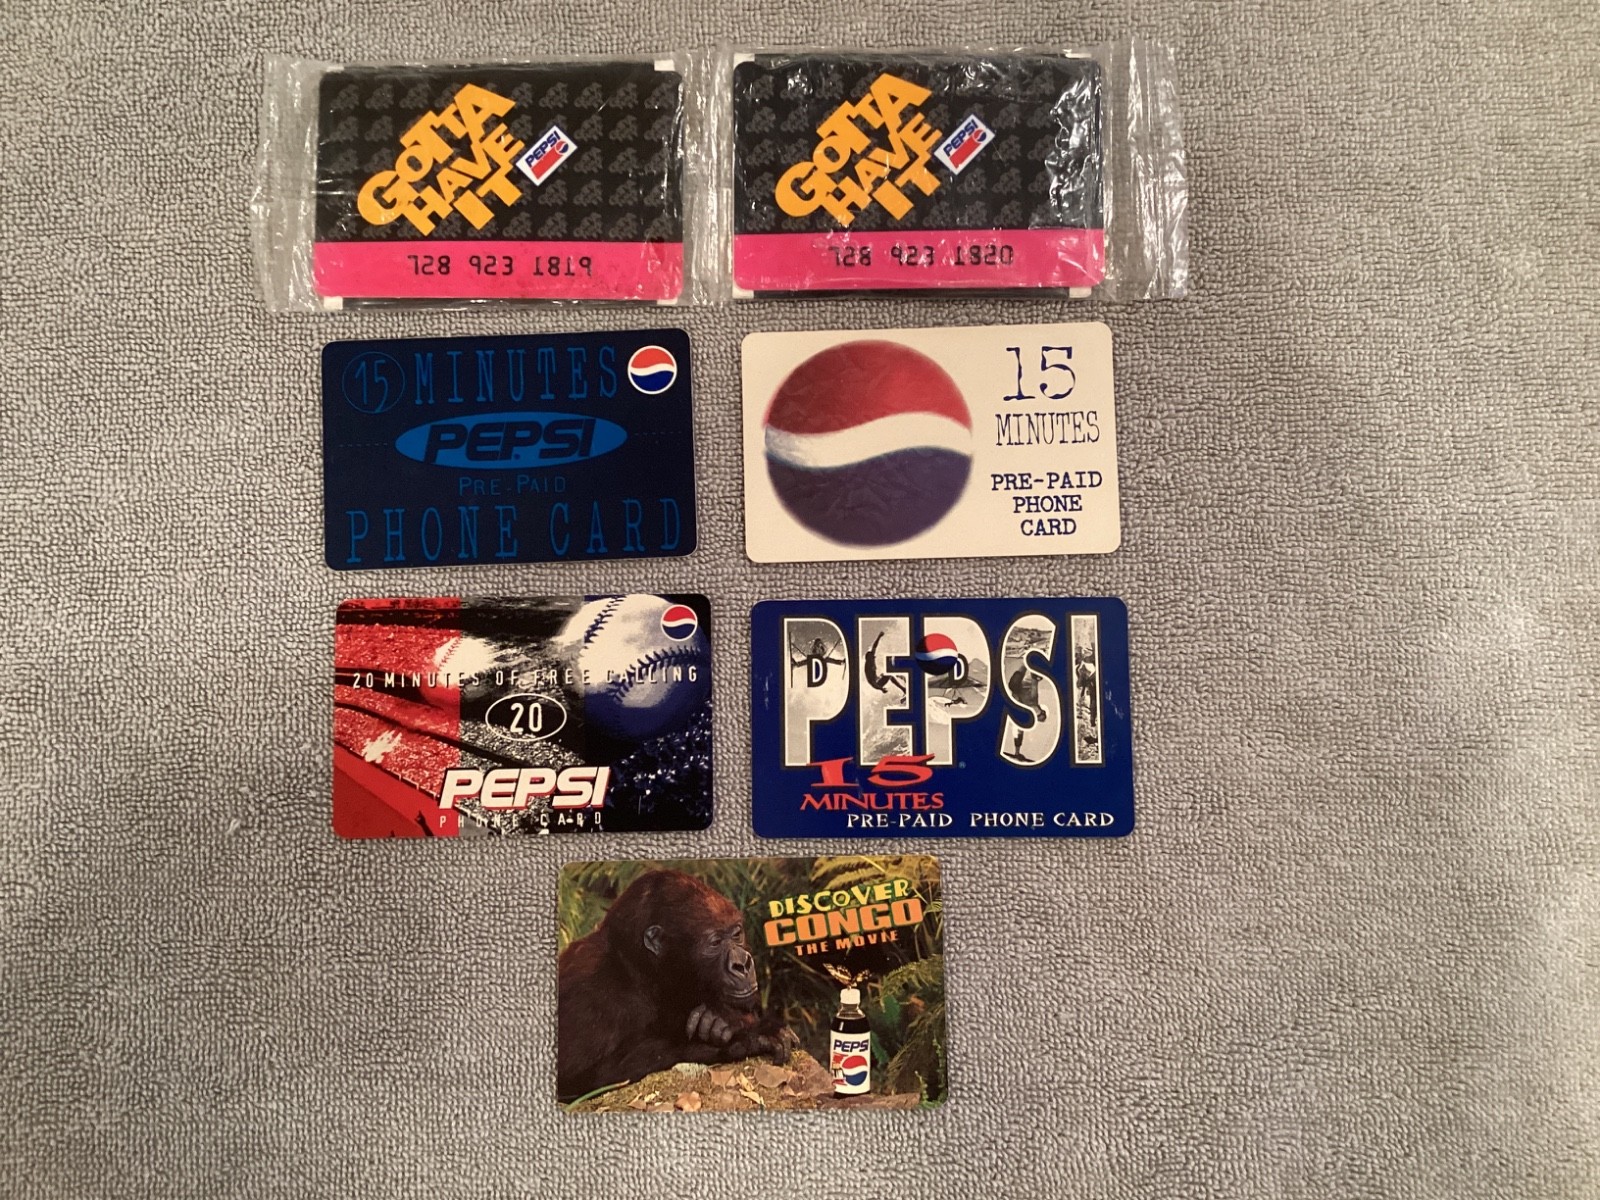 GOTTA
HAVE
IT
PEPSI
728 923 1819
GOTTA
HAVE
IT
PEPSI
728 923 1820
15 MINUTES
PEPSI
PRE-PAID
PHONE CARD
15
MINUTES
PRE-PAID
PHONE
CARD
20 MINUTES OF FREE CALLING
20
PEPSI
PHONE CARD
PEPSI
15
MINUTES
PRE-PAID PHONE CARD
DISCOVER
CONGO
THE MOVIE
PEPSI